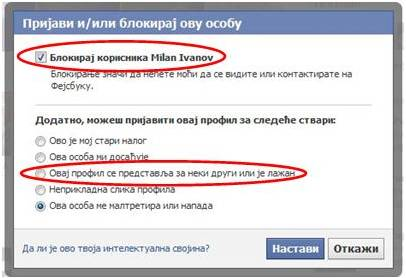 Пријави и/или блокирај ову особу
Блокирај корисника Milan Ivanov
Блокирање значи да нећете моћи да се видите или контактирате на
Фејсбуку.
Додатно, можеш пријавити овај профил за следеће ствари:
Ово је мој стари налог
Ова особа ми досађује
Овај профил се представља за неки други или је лажан
Неприкладна слика профила
Ова особа ме малтретира или напада
Да ли је ово твоја интелектуална својина?
Настави
Откажи